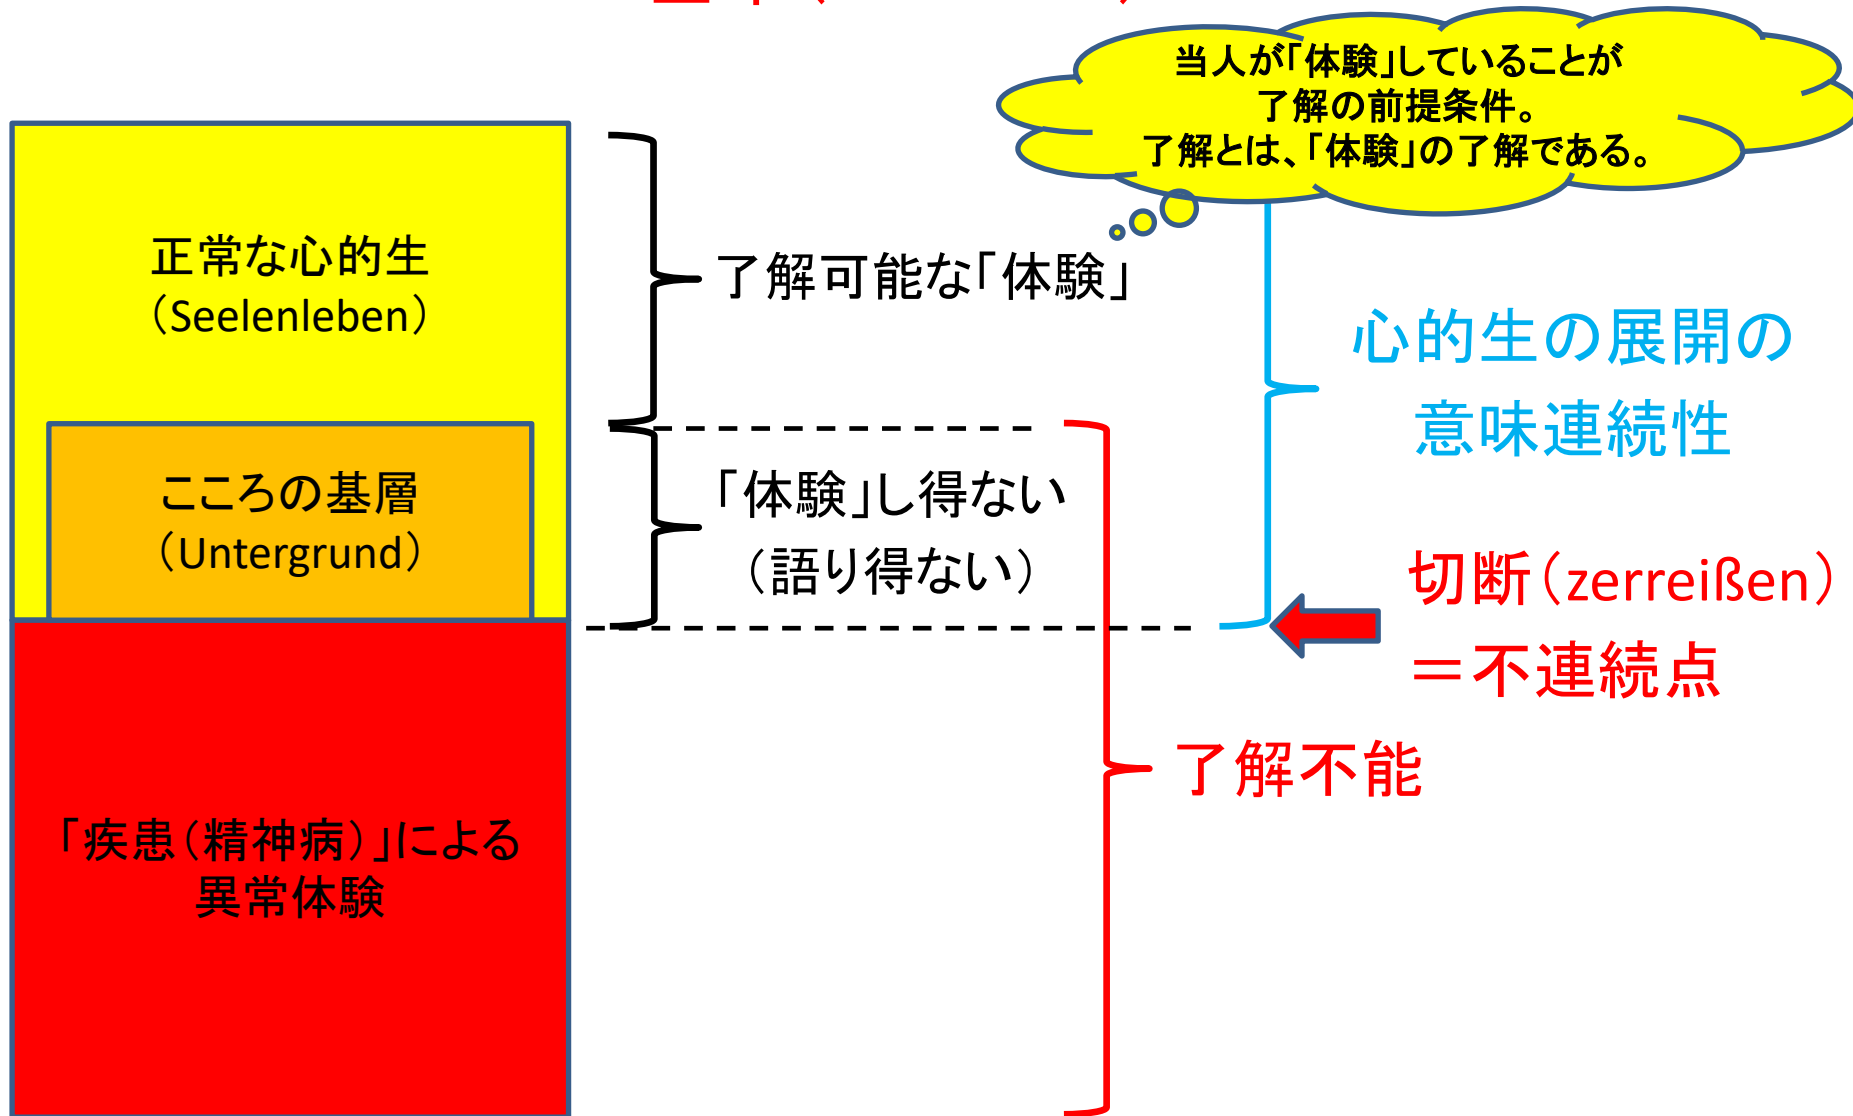 当人が「体験」していることが
了解の前提条件。
了解とは、「体験」の了解である。
正常な心的生
（Seelenleben）
了解可能な「体験」
心的生の展開の
意味連続性
こころの基層
（Untergrund）
「体験」し得ない
（語り得ない）
切断（zerreißen）
＝不連続点
了解不能
「疾患（精神病）」による
異常体験